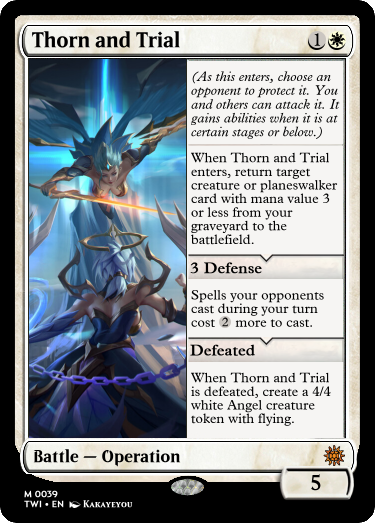 Thorn and Trial 1
(As this enters, choose an
opponent to protect it. You
and others can attack it. It
gains abilities when it is at
certain stages or below.)
When Thorn and Trial
enters, return target
creature or planeswalker
card with mana value 3
or less from your
graveyard to the
battlefield.
3 Defense
Spells your opponents
cast during your turn
cost 2 more to cast.
Defeated
When Thorn and Trial
is defeated, create a 4/4
white Angel creature
token with flying.
Battle — Operation
5
M 0039
TWI • EN Kakayeyou